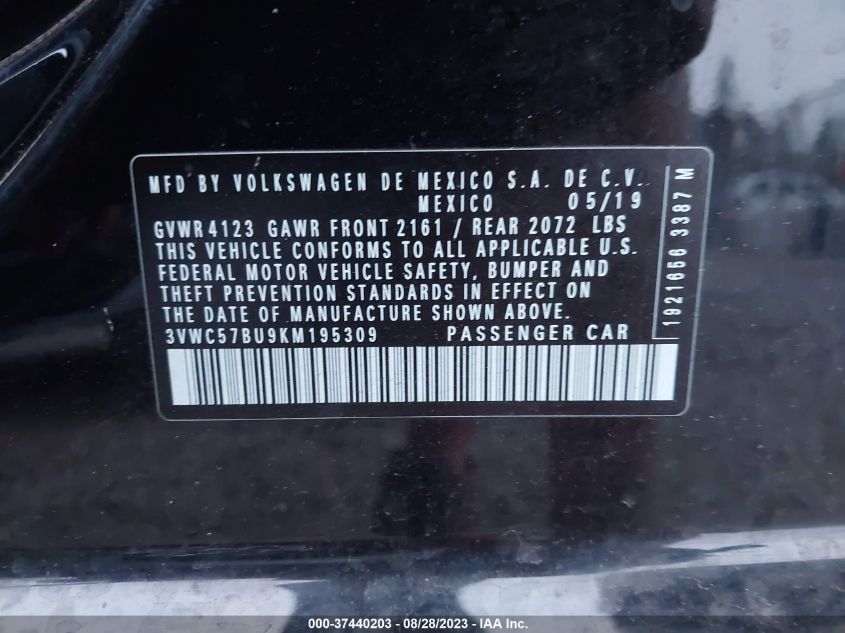 MFD BY VOLKSWAGEN DE MEXICO S.A. DE C.V.
MEXICO 05/19
GVWR 4123 GAWR FRONT 2161 / REAR 2072 LBS
THIS VEHICLE CONFORMS TO ALL APPLICABLE U.S.
FEDERAL MOTOR VEHICLE SAFETY, BUMPER AND
THEFT PREVENTION STANDARDS IN EFFECT ON
THE DATE OF MANUFACTURE SHOWN ABOVE.
3VWC57BU9KM195309 PASSENGER CAR
1921656 3387 M
000-37440203 - 08/28/2023 - IAA Inc.